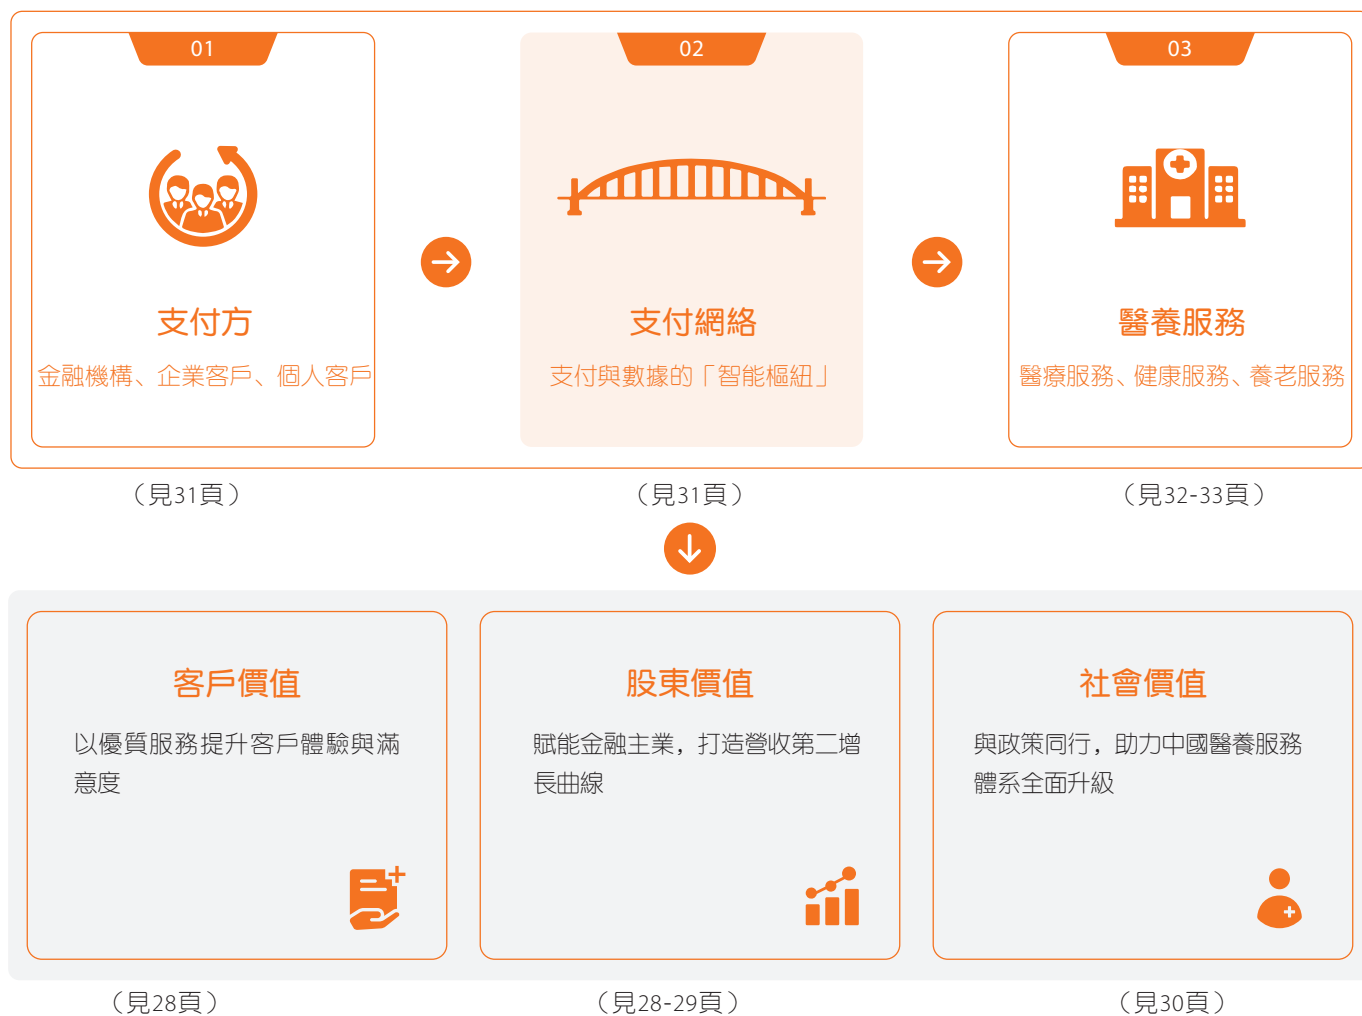 01
02
03
支付方
支付網絡
醫養服務
金融機構、企業客戶、個人客戶
支付與數據的「智能樞紐」
醫療服務、健康服務、養老服務
（見31頁）
（見31頁）
（見32-33頁）
客戶價值
以優質服務提升客戶體驗與滿
意度
股東價值
賦能金融主業，打造營收第二增
長曲線
社會價值
與政策同行，助力中國醫養服務
體系全面升級
（見28頁）
（見28-29頁）
（見30頁）